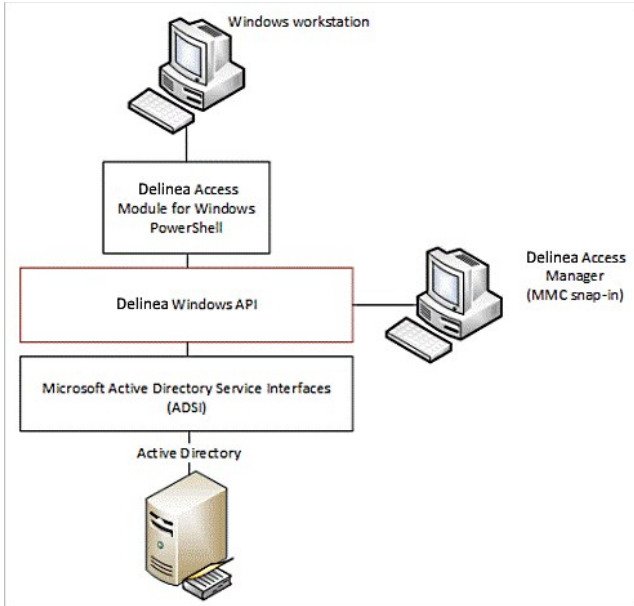 Windows workstation
Delinea Access
Module for Windows
PowerShell
Delinea Windows API
Delinea Access
Manager
(MMC snap-in)
Microsoft Active Directory Service Interfaces
(ADSI)
Active Directory